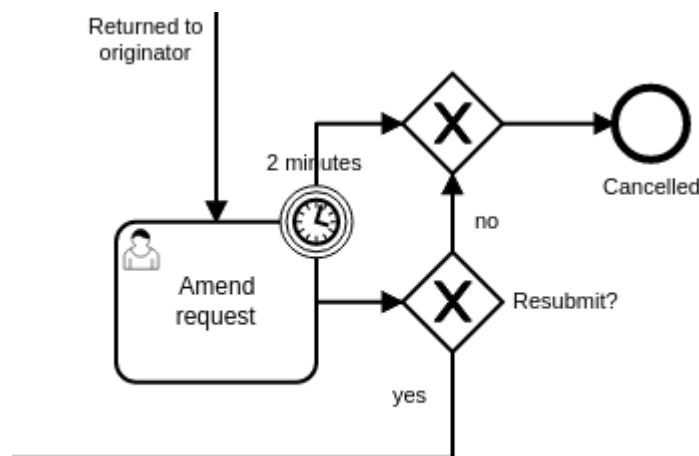 Returned to
originator
2 minutes
Cancelled
no
Amend
request
Resubmit?
yes